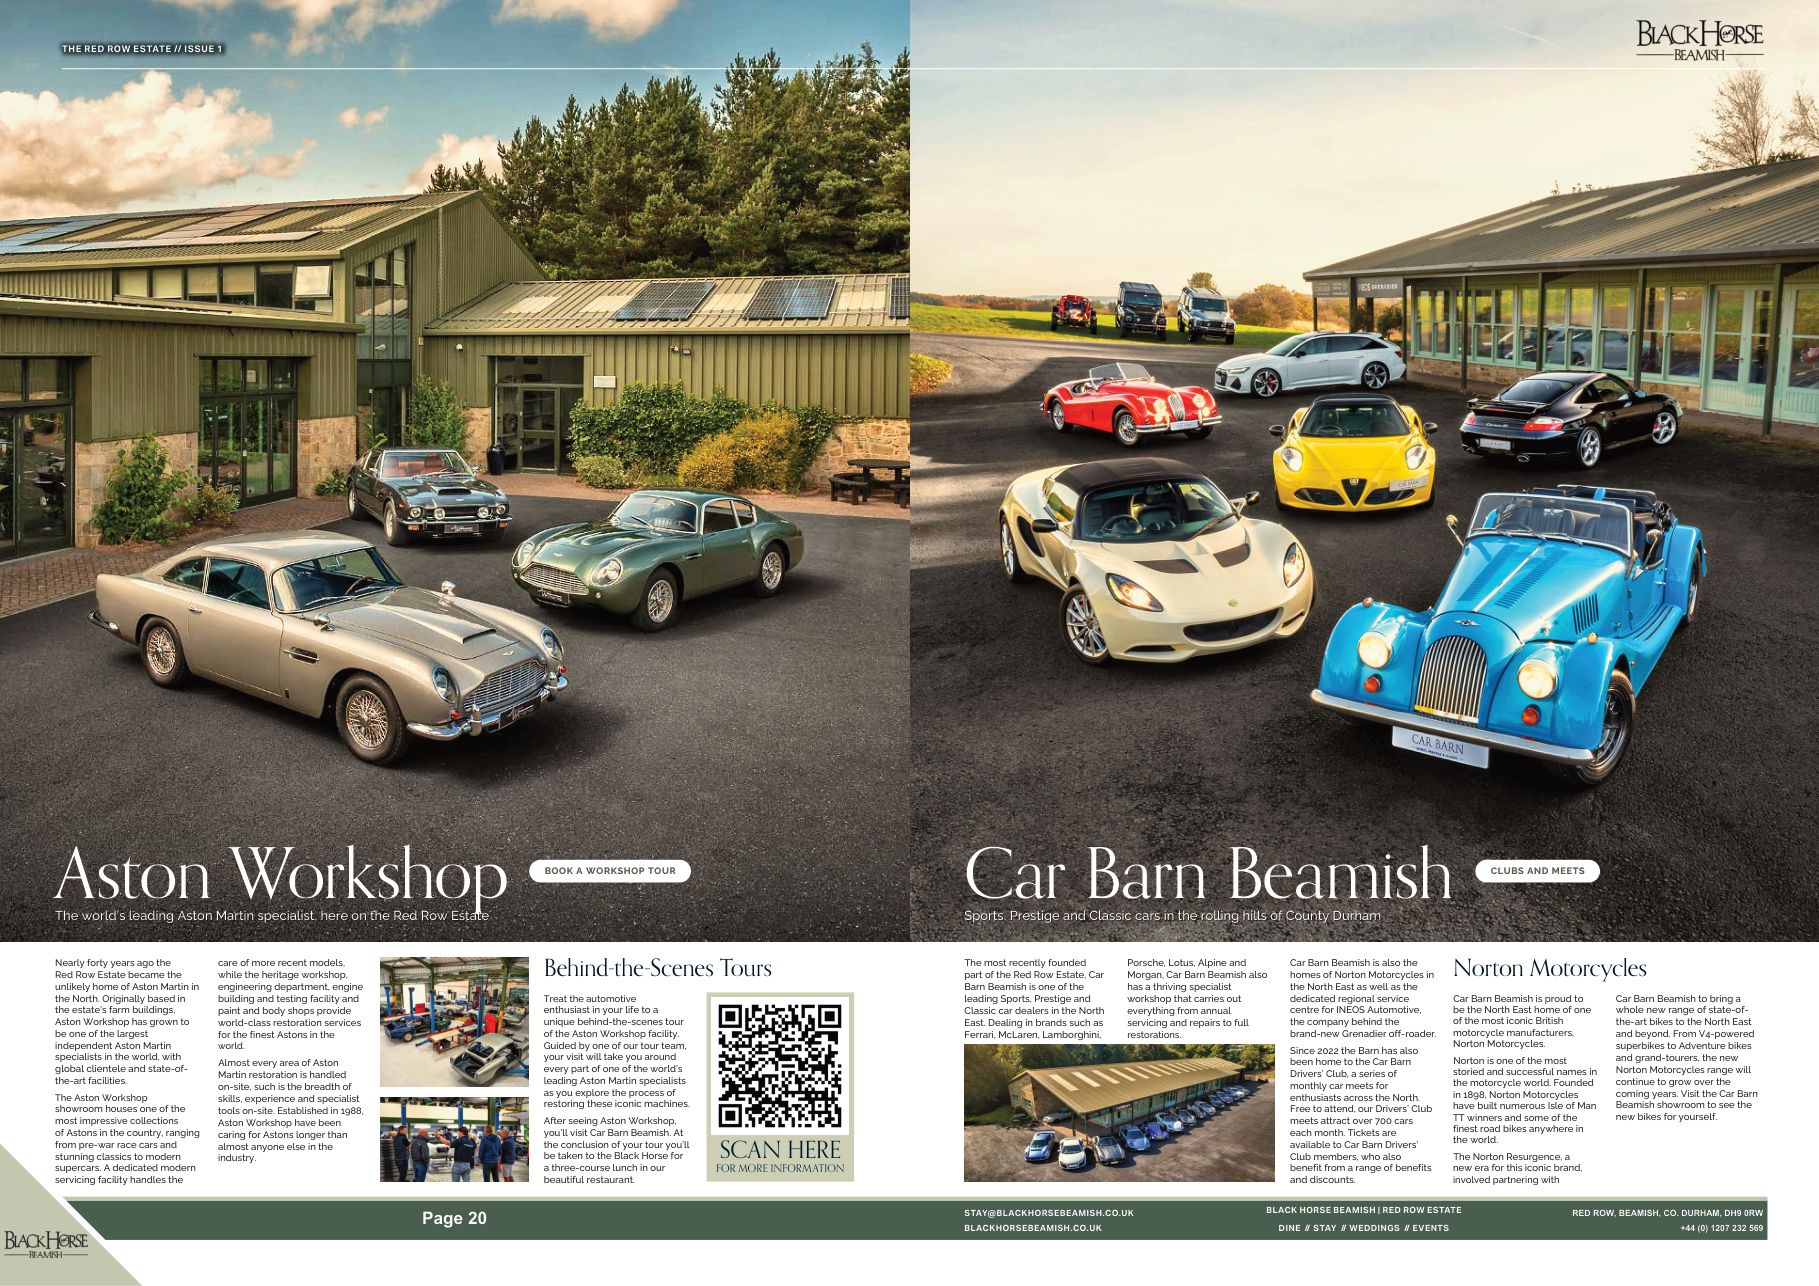 THE RED ROW ESTATE // ISSUE 1
BLACK HORSE
BEAMISH
INEOS GRENADIER
CAR BARN
CAR BARN
Aston Workshop
BOOK A WORKSHOP TOUR
The world's leading Aston Martin specialist, here on the Red Row Estate
Car Barn Beamish
CLUBS AND MEETS
Sports, Prestige and Classic cars in the rolling hills of County Durham
Nearly forty years ago the
Red Row Estate became the
unlikely home of Aston Martin in
the North. Originally based in
the estate's farm buildings,
Aston Workshop has grown to
be one of the largest
independent Aston Martin
specialists in the world, with
global clientele and state-of-
the-art facilities.
The Aston Workshop
showroom houses one of the
most impressive collections
of Astons in the country, ranging
from pre-war race cars and
stunning classics to modern
supercars. A dedicated modern
servicing facility handles the
care of more recent models,
while the heritage workshop,
engineering department, engine
building and testing facility and
paint and body shops provide
world-class restoration services
for the finest Astons in the
world.
Almost every area of Aston
Martin restoration is handled
on-site, such is the breadth of
skills, experience and specialist
tools on-site. Established in 1988,
Aston Workshop have been
caring for Astons longer than
almost anyone else in the
industry.
Behind-the-Scenes Tours
Treat the automotive
enthusiast in your life to a
unique behind-the-scenes tour
of the Aston Workshop facility.
Guided by one of our tour team,
your visit will take you around
every part of one of the world's
leading Aston Martin specialists
as you explore the process of
restoring these iconic machines.
After seeing Aston Workshop,
you'll visit Car Barn Beamish. At
the conclusion of your tour you'll
be taken to the Black Horse for
a three-course lunch in our
beautiful restaurant.
SCAN HERE
FOR MORE INFORMATION
The most recently founded
part of the Red Row Estate, Car
Barn Beamish is one of the
leading Sports, Prestige and
Classic car dealers in the North
East. Dealing in brands such as
Ferrari, McLaren, Lamborghini,
Porsche, Lotus, Alpine and
Morgan, Car Barn Beamish also
has a thriving specialist
workshop that carries out
everything from annual
servicing and repairs to full
restorations.
Car Barn Beamish is also the
homes of Norton Motorcycles in
the North East as well as the
dedicated regional service
centre for INEOS Automotive,
the company behind the
brand-new Grenadier off-roader.
Since 2022 the Barn has also
been home to the Car Barn
Drivers' Club, a series of
monthly car meets for
enthusiasts across the North.
Free to attend, our Drivers' Club
meets attract over 700 cars
each month. Tickets are
available to Car Barn Drivers'
Club members, who also
benefit from a range of benefits
and discounts.
Norton Motorcycles
Car Barn Beamish is proud to
be the North East home of one
of the most iconic British
motorcycle manufacturers,
Norton Motorcycles.
Norton is one of the most
storied and successful names in
the motorcycle world. Founded
in 1898, Norton Motorcycles
have built numerous Isle of Man
TT winners and some of the
finest road bikes anywhere in
the world.
The Norton Resurgence, a
new era for this iconic brand,
involved partnering with
Car Barn Beamish to bring a
whole new range of state-of-
the-art bikes to the North East
and beyond. From V4-powered
superbikes to Adventure bikes
and grand-tourers, the new
Norton Motorcycles range will
continue to grow over the
coming years. Visit the Car Barn
Beamish showroom to see the
new bikes for yourself.
BLACK HORSE
BEAMISH
Page 20
STAY@BLACKHORSEBEAMISH.CO.UK
BLACKHORSEBEAMISH.CO.UK
BLACK HORSE BEAMISH | RED ROW ESTATE
DINE // STAY // WEDDINGS // EVENTS
RED ROW, BEAMISH, CO. DURHAM, DH9 0RW
+44 (0) 1207 232 569